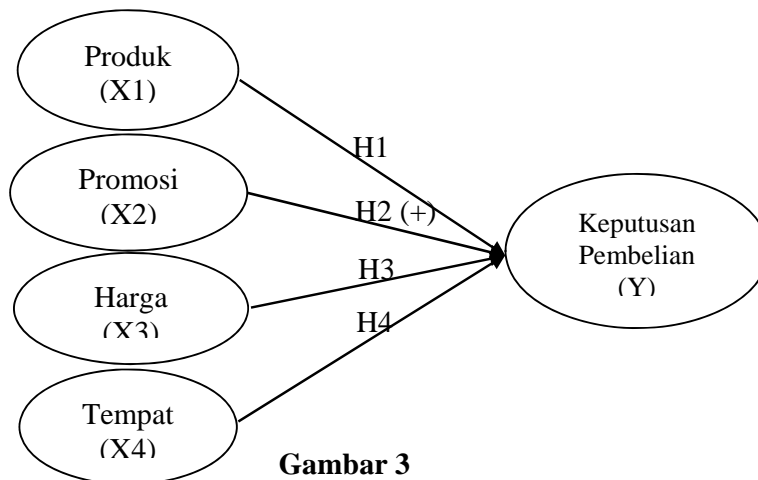 Produk
(X1)
H1
Promosi
(X2)
H2 (+)
Keputusan
Pembelian
(Y)
H3
Harga
(X3)
H4
Tempat
(X4)
Gambar 3